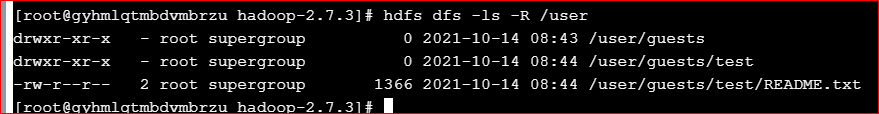 [root@gyhmlqtmbdvmbrzu hadoop-2.7.3]# hdfs dfs -ls -R /user
drwxr-xr-x   - root supergroup          0 2021-10-14 08:43 /user/guests
drwxr-xr-x   - root supergroup          0 2021-10-14 08:44 /user/guests/test
-rw-r--r--   2 root supergroup       1366 2021-10-14 08:44 /user/guests/test/README.txt
[root@gyhmlqtmbdvmbrzu hadoop-2.7.3]#